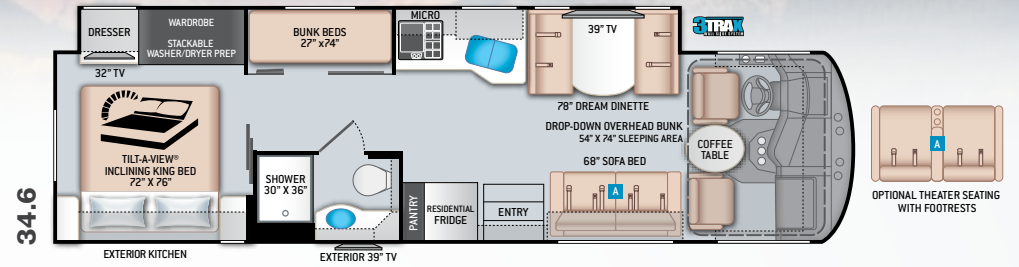 34.6
DRESSER
WARDROBE
STACKABLE
WASHER/DRYER PREP
32" TV
BUNK BEDS
27" x74"
MICRO
39" TV
3TRAX
78" DREAM DINETTE
DROP-DOWN OVERHEAD BUNK
54" X 74" SLEEPING AREA
68" SOFA BED
A
COFFEE
TABLE
TILT-A-VIEW®
INCLINING KING BED
72" X 76"
SHOWER
30" X 36"
PANTRY
RESIDENTIAL
FRIDGE
ENTRY
EXTERIOR KITCHEN
EXTERIOR 39" TV
A
OPTIONAL THEATER SEATING
WITH FOOTRESTS